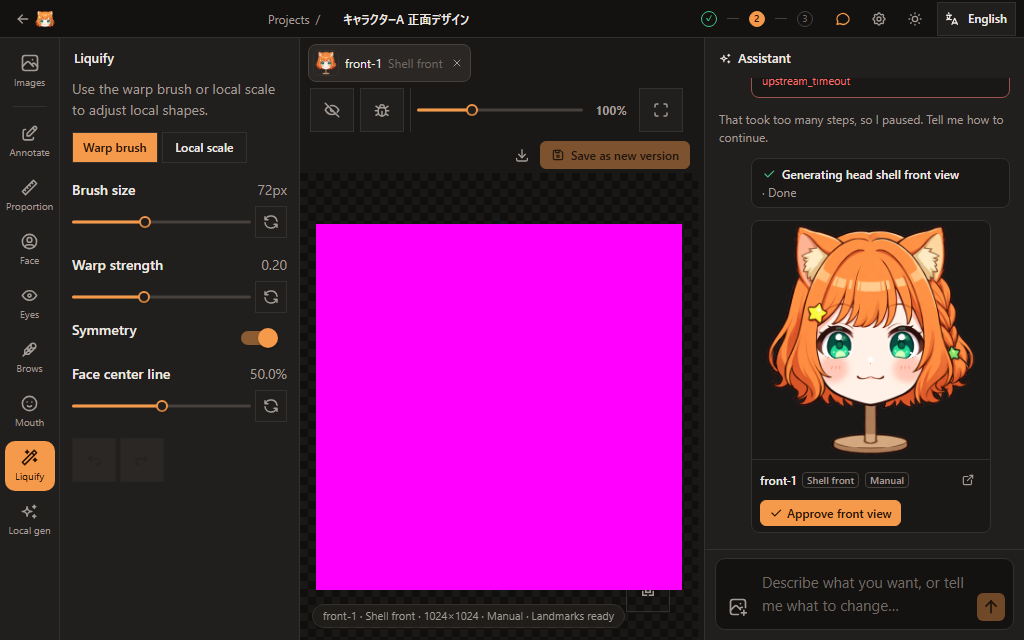 Projects /
キャラクターA 正面デザイン
2
3
English
Images
Annotate
Proportion
Face
Eyes
Brows
Mouth
Liquify
Local gen
Liquify
Use the warp brush or local scale
to adjust local shapes.
Warp brush
Local scale
Brush size
72px
Warp strength
0.20
Symmetry
Face center line
50.0%
front-1 Shell front
100%
Save as new version
front-1 · Shell front · 1024×1024 · Manual · Landmarks ready
Assistant
upstream_timeout
That took too many steps, so I paused. Tell me how to
continue.
Generating head shell front view
· Done
front-1 Shell front Manual
Approve front view
Describe what you want, or tell
me what to change...